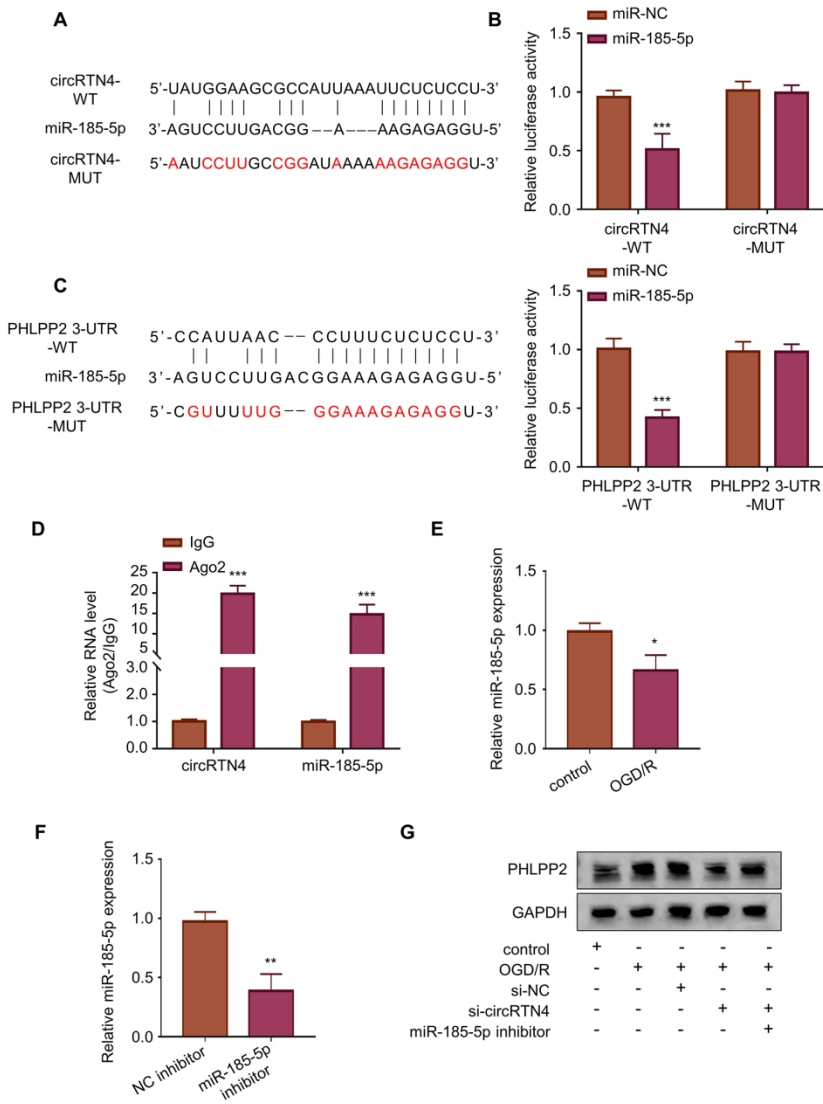 A
circRTN4-
WT
5'-UAUGGAAGCGCCAUUAAAUUCUCUCCU-3'
miR-185-5p
3'-AGUCCUUGACGG−−A−−−AAGAGAGGU-5'
circRTN4-
MUT
5'-AAUCCUUGCCGGAUAAAAAAGAGAGGU-3'
B
miR-NC
miR-185-5p
Relative luciferase activity
1.5
1.0
0.5
0.0
***
circRTN4
-WT
circRTN4
-MUT
C
PHLPP2 3-UTR
-WT
5'-CCAUUAAC−−CCUUUCUCUCCU-3'
miR-185-5p
3'-AGUCCUUGACGGAAAGAGAGGU-5'
PHLPP2 3-UTR
-MUT
5'-CGUUUUUG−−GGAAAGAGAGGU-3'
miR-NC
miR-185-5p
Relative luciferase activity
1.5
1.0
0.5
0.0
***
PHLPP2 3-UTR
-WT
PHLPP2 3-UTR
-MUT
D
IgG
Ago2
Relative RNA level
(Ago2/IgG)
25
20
15
10
5
3.0
2.0
1.0
0.0
***
***
circRTN4
miR-185-5p
E
Relative miR-185-5p expression
1.5
1.0
0.5
0.0
*
control
OGD/R
F
Relative miR-185-5p expression
1.5
1.0
0.5
0.0
**
NC inhibitor
miR-185-5p
inhibitor
G
PHLPP2
GAPDH
control + - - - -
OGD/R - + + + +
si-NC - - + - -
si-circRTN4 - - - + +
miR-185-5p inhibitor - - - - +